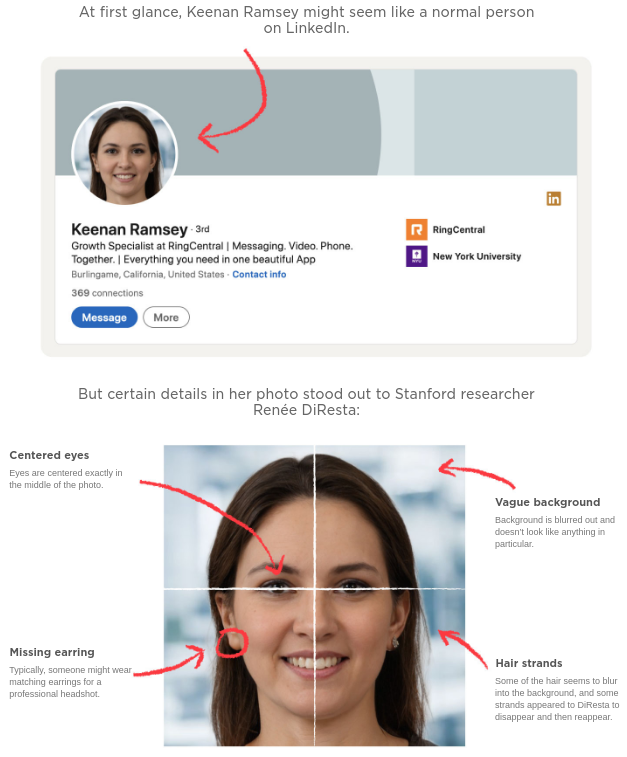 At first glance, Keenan Ramsey might seem like a normal person
on LinkedIn.
in
Keenan Ramsey · 3rd
Growth Specialist at RingCentral | Messaging. Video. Phone.
Together. | Everything you need in one beautiful App
Burlingame, California, United States · Contact info
369 connections
Message
More
RingCentral
New York University
But certain details in her photo stood out to Stanford researcher
Renée DiResta:
Centered eyes
Eyes are centered exactly in
the middle of the photo.
Vague background
Background is blurred out and
doesn't look like anything in
particular.
Missing earring
Typically, someone might wear
matching earrings for a
professional headshot.
Hair strands
Some of the hair seems to blur
into the background, and some
strands appeared to DiResta to
disappear and then reappear.